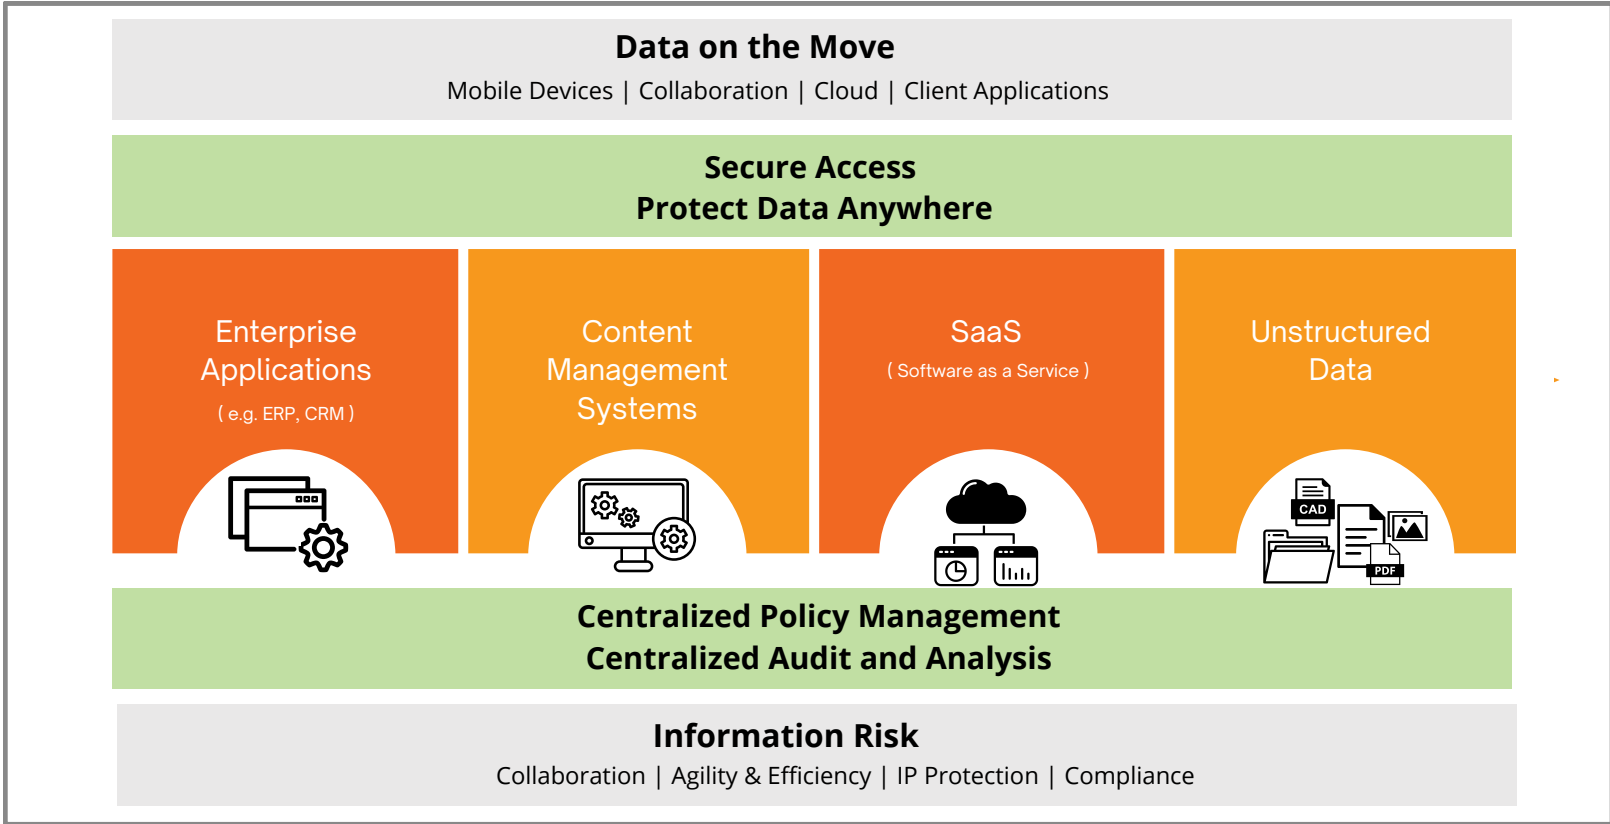 Data on the Move
Mobile Devices | Collaboration | Cloud | Client Applications
Secure Access
Protect Data Anywhere
Enterprise
Applications
( e.g. ERP, CRM )
Content
Management
Systems
SaaS
( Software as a Service )
Unstructured
Data
CAD
PDF
Centralized Policy Management
Centralized Audit and Analysis
Information Risk
Collaboration | Agility & Efficiency | IP Protection | Compliance